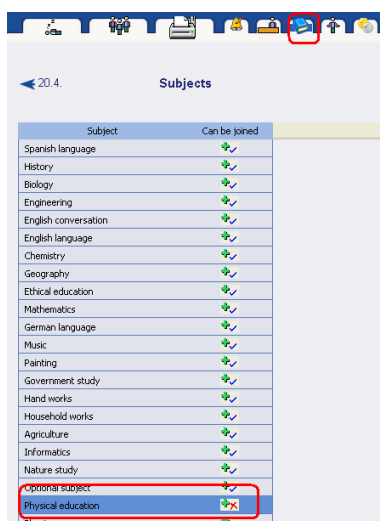 20.4. Subjects
Subject Can be joined
Spanish language
History
Biology
Engineering
English conversation
English language
Chemistry
Geography
Ethical education
Mathematics
German language
Music
Painting
Government study
Hand works
Household works
Agriculture
Informatics
Nature study
Optional subject
Physical education